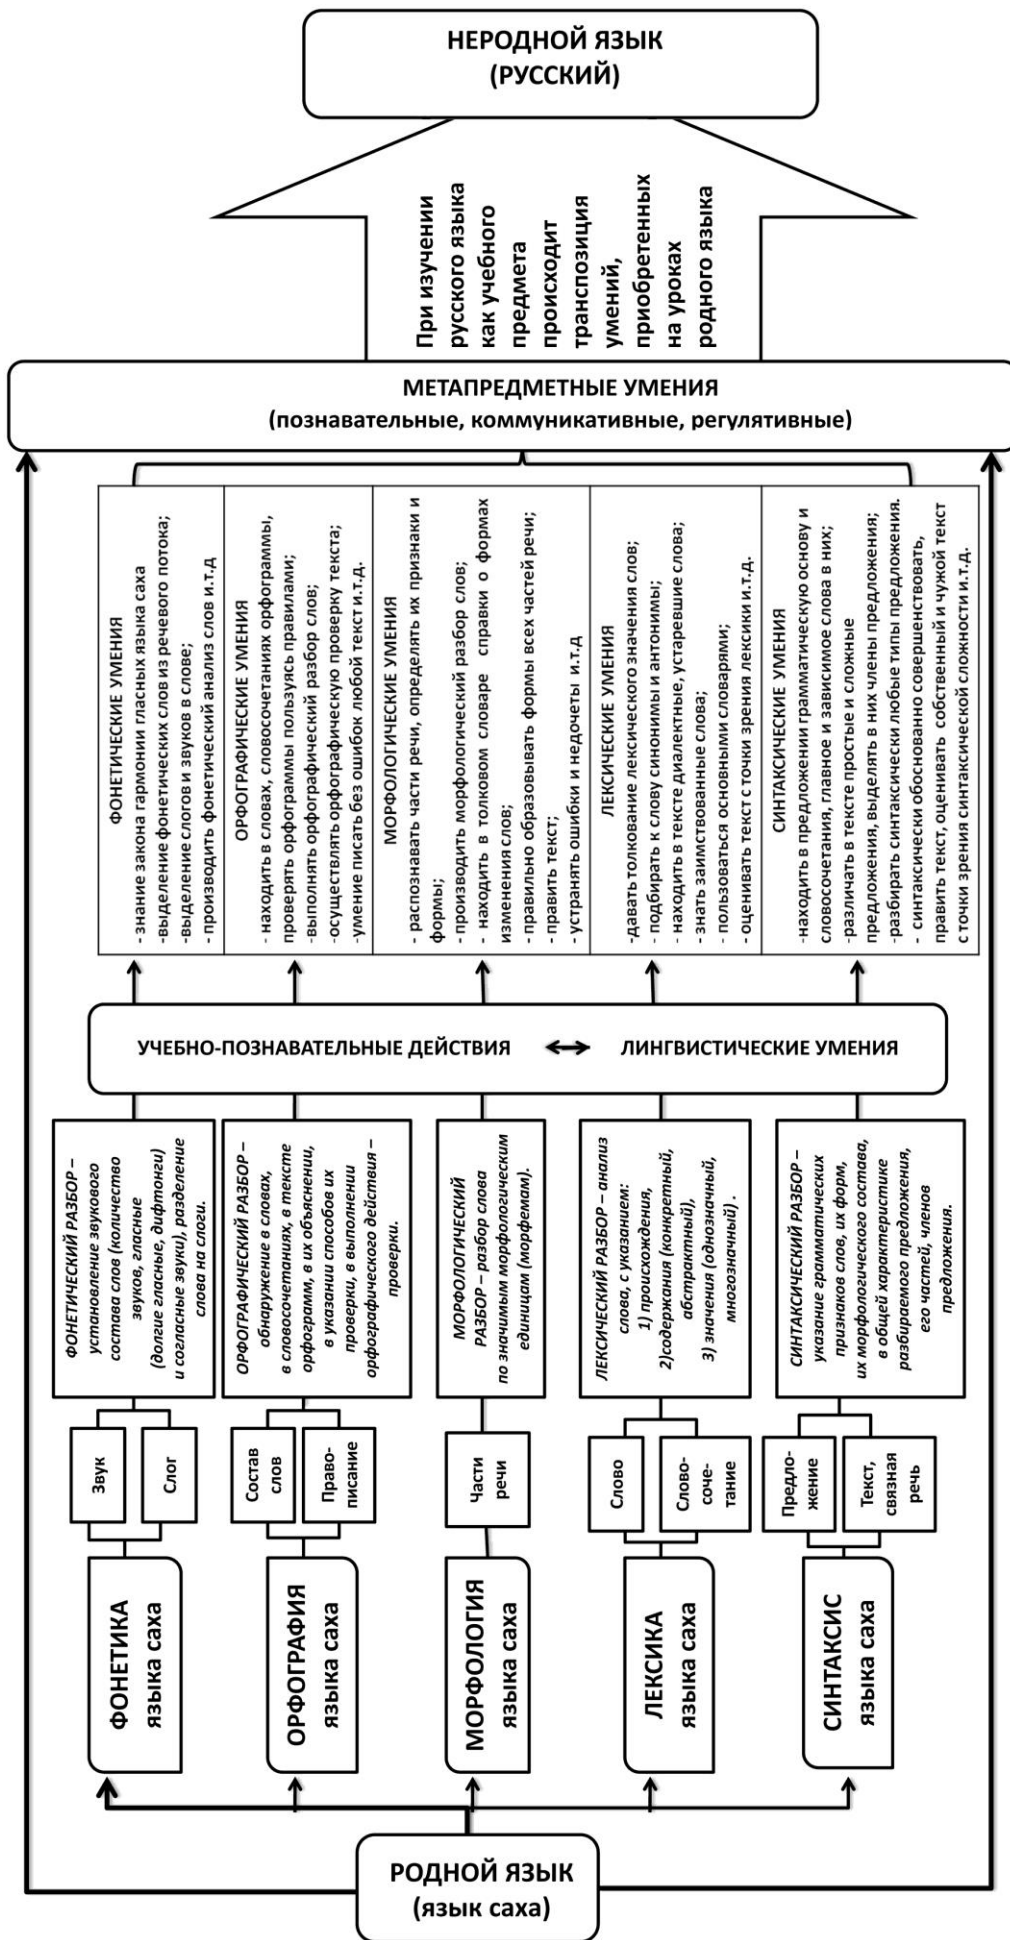 НЕРОДНОЙ ЯЗЫК
(РУССКИЙ)
При изучении
русского языка
как учебного
предмета
происходит
транспозиция
умений,
приобретенных
на уроках
родного языка
МЕТАПРЕДМЕТНЫЕ УМЕНИЯ
(познавательные, коммуникативные, регулятивные)
ФОНЕТИЧЕСКИЕ УМЕНИЯ
- знание закона гармонии гласных языка саха
-выделение фонетических слов из речевого потока;
-выделение слогов и звуков в слове;
- производить фонетический анализ слов и.т.д
ОРФОГРАФИЧЕСКИЕ УМЕНИЯ
- находить в словах, словосочетаниях орфограммы,
проверять орфограммы пользуясь правилами;
-выполнять орфографический разбор слов;
-осуществлять орфографическую проверку текста;
-умение писать без ошибок любой текст и.т.д.
МОРФОЛОГИЧЕСКИЕ УМЕНИЯ
- распознавать части речи, определять их признаки и
формы;
- производить морфологический разбор слов;
- находить в толковом словаре справки о формах
изменения слов;
- правильно образовывать формы всех частей речи;
- править текст;
- устранять ошибки и недочеты и.т.д
ЛЕКСИЧЕСКИЕ УМЕНИЯ
-давать толкование лексического значения слов;
- подбирать к слову синонимы и антонимы;
- находить в тексте диалектные, устаревшие слова;
- знать заимствованные слова;
- пользоваться основными словарями;
- оценивать текст с точки зрения лексики и.т.д.
СИНТАКСИЧЕСКИЕ УМЕНИЯ
-находить в предложении грамматическую основу и
словосочетания, главное и зависимое слова в них;
-различать в тексте простые и сложные
предложения, выделять в них члены предложения;
-разбирать синтаксически любые типы предложения.
- синтаксически обоснованно совершенствовать,
править текст, оценивать собственный и чужой текст
с точки зрения синтаксической сложности и.т.д.
УЧЕБНО-ПОЗНАВАТЕЛЬНЫЕ ДЕЙСТВИЯ
ЛИНГВИСТИЧЕСКИЕ УМЕНИЯ
ФОНЕТИЧЕСКИЙ РАЗБОР –
установление звукового
состава слов (количество
звуков, гласные
(долгие гласные, дифтонги)
и согласные звуки), разделение
слова на слоги.
ОРФОГРАФИЧЕСКИЙ РАЗБОР –
обнаружение в словах,
в словосочетаниях, в тексте
орфограмм, в их объяснении,
в указании способов их
проверки, в выполнении
орфографического действия –
проверки.
МОРФОЛОГИЧЕСКИЙ
РАЗБОР – разбор слова
по значимым морфологическим
единицам (морфемам).
ЛЕКСИЧЕСКИЙ РАЗБОР – анализ
слова, с указанием:
1) происхождения,
2)содержания (конкретный,
абстрактный),
3) значения (однозначный,
многозначный) .
СИНТАКСИЧЕСКИЙ РАЗБОР –
указание грамматических
признаков слов, их форм,
их морфологического состава,
в общей характеристике
разбираемого предложения,
его частей, членов
предложения.
Звук
Слог
Состав
слов
Право-
писание
Части
речи
Слово
Слово-
соче-
тание
Предло-
жение
Текст,
связная
речь
ФОНЕТИКА
языка саха
ОРФОГРАФИЯ
языка саха
МОРФОЛОГИЯ
языка саха
ЛЕКСИКА
языка саха
СИНТАКСИС
языка саха
РОДНОЙ ЯЗЫК
(язык саха)